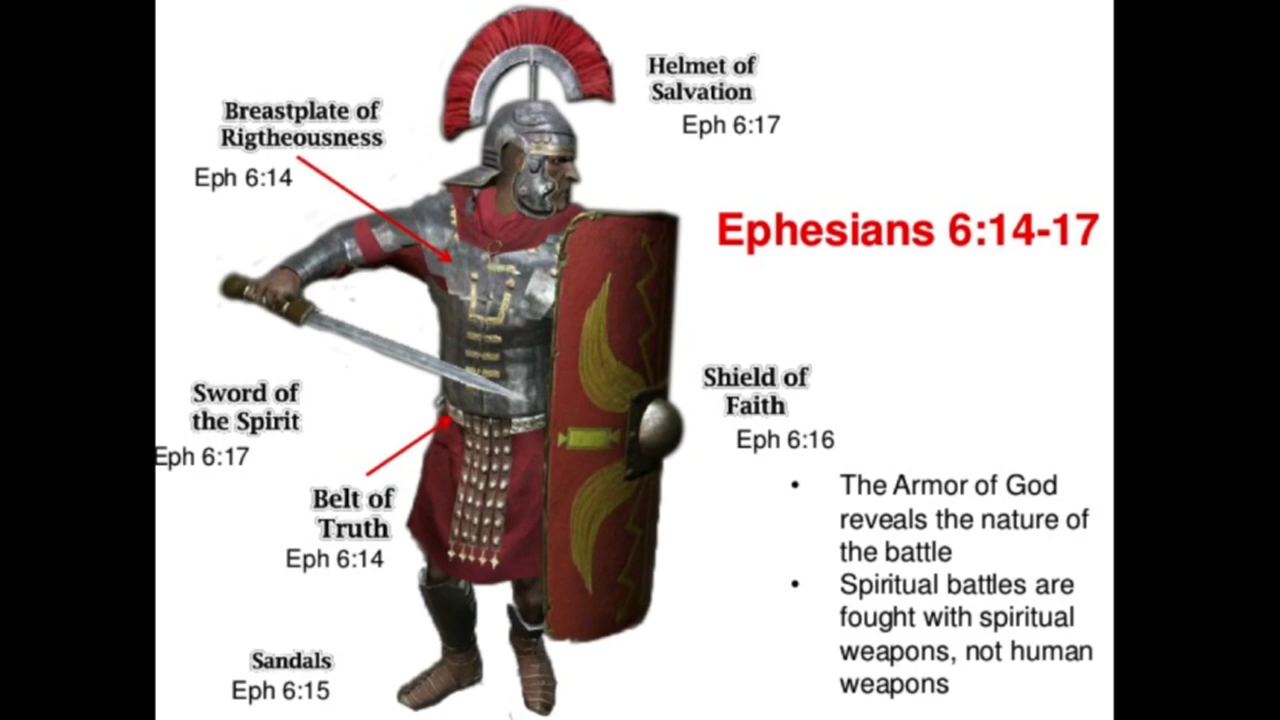 Helmet of
Salvation
Eph 6:17
Breastplate of
Rigtheousness
Eph 6:14
Ephesians 6:14-17
Sword of
the Spirit
Eph 6:17
Shield of
Faith
Eph 6:16
Belt of
Truth
Eph 6:14
• The Armor of God
reveals the nature of
the battle
• Spiritual battles are
fought with spiritual
weapons, not human
weapons
Sandals
Eph 6:15